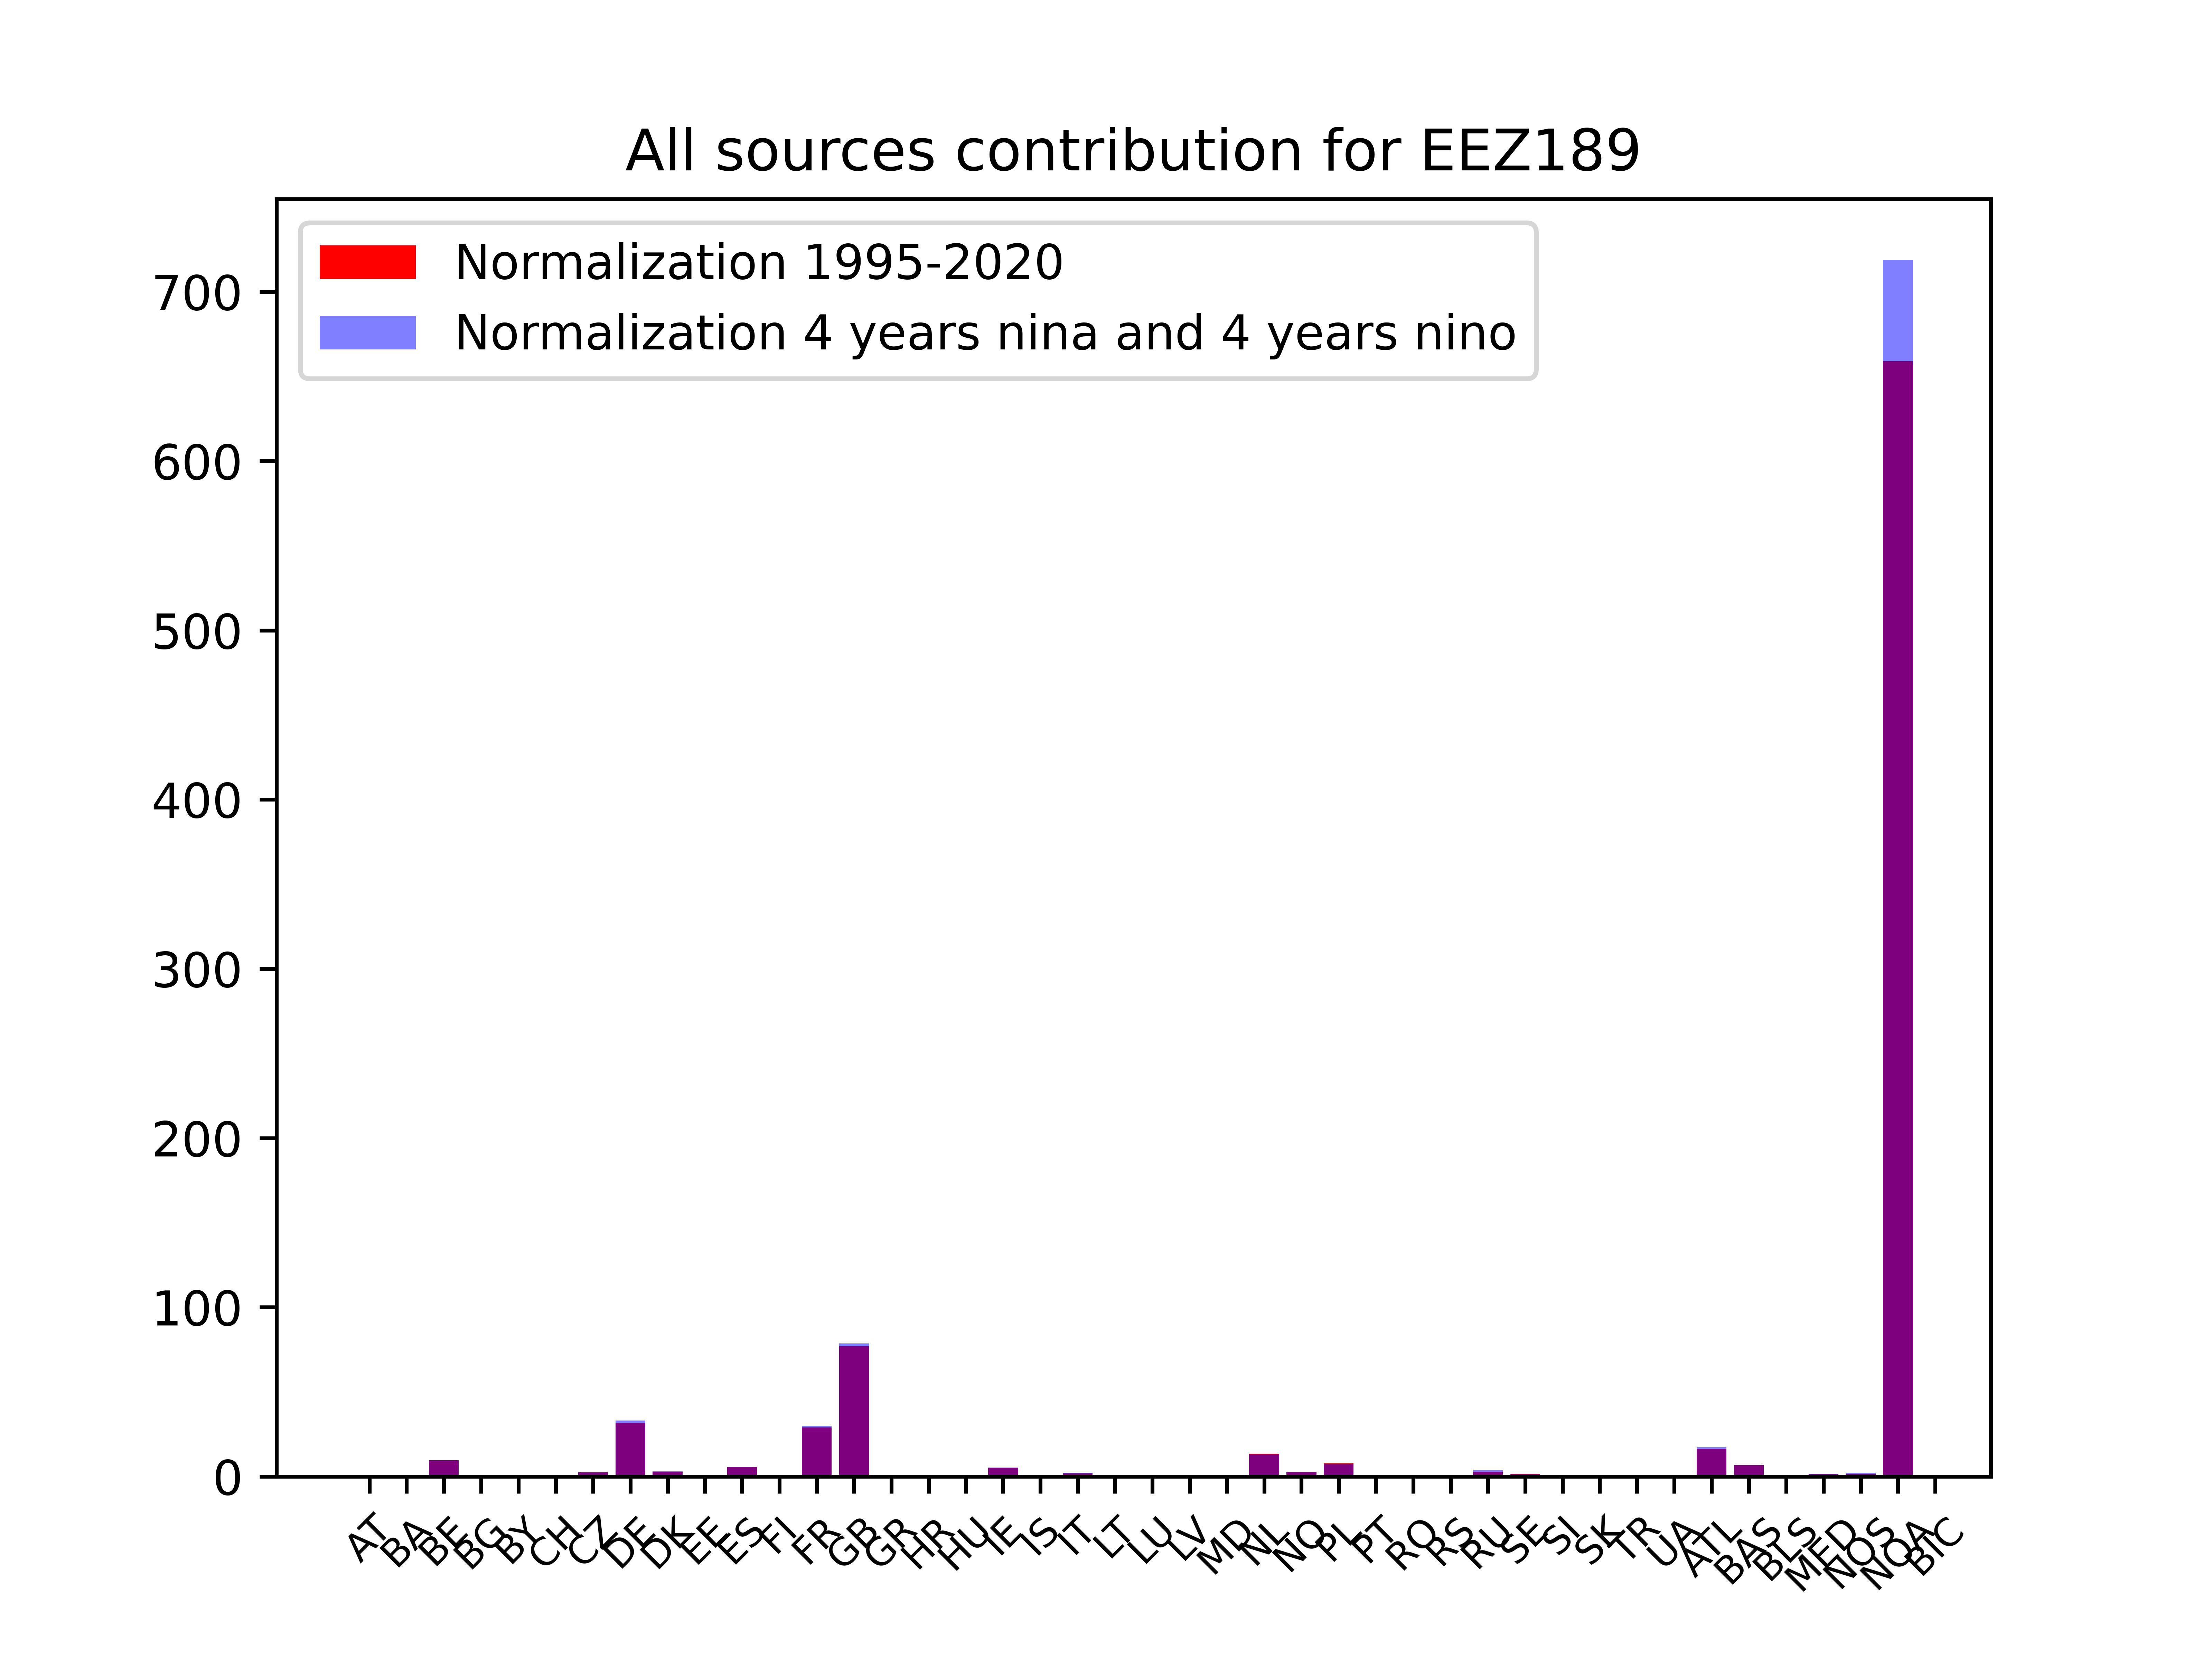 All sources contribution for EEZ189
Normalization 1995-2020
Normalization 4 years nina and 4 years nino
700
600
500
400
300
200
100
0
AT
BA
BE
BG
BY
CH
CZ
DE
DK
EE
ES
FI
FR
GB
GR
HR
HU
IE
IS
IT
LT
LU
LV
MD
NL
NO
PL
PT
RO
RS
RU
SE
SI
SK
TR
UA
ATL
BAS
BLS
MED
NOS
NOA
BIC